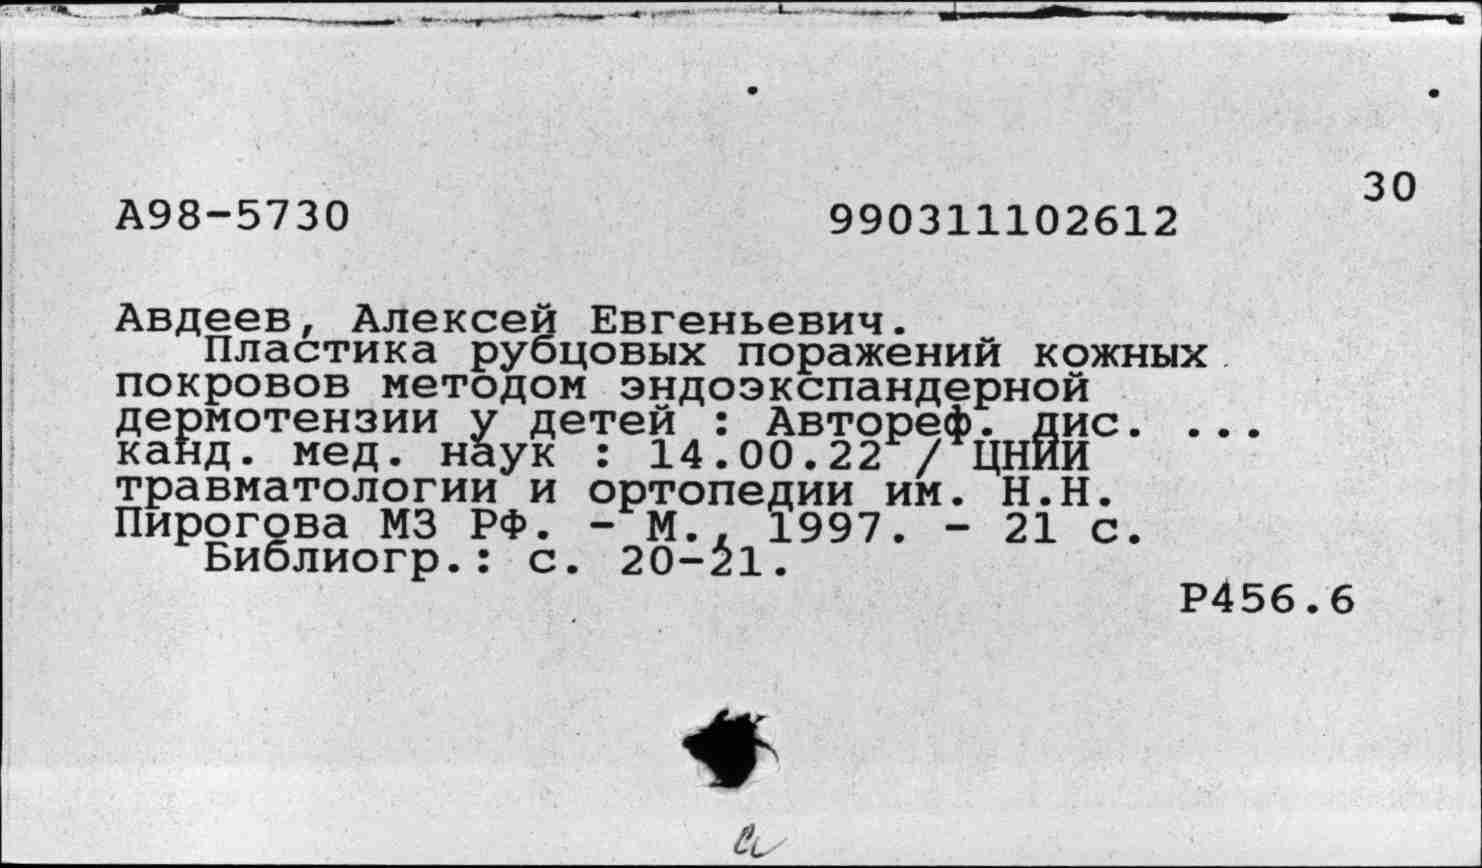 30
А98-5730 990311102612
Авдеев, Алексей Евгеньевич.
Пластика рубцовых поражений кожных
покровов методом эндоэкспандерной
дермотензии у детей : Автореф. дис. ...
канд. мед. наук : 14.00.22 / ЦНИИ
травматологии и ортопедии им. Н.Н.
Пирогова МЗ РФ. - М., 1997. - 21 с.
Библиогр.: с. 20-21.
Р456.6